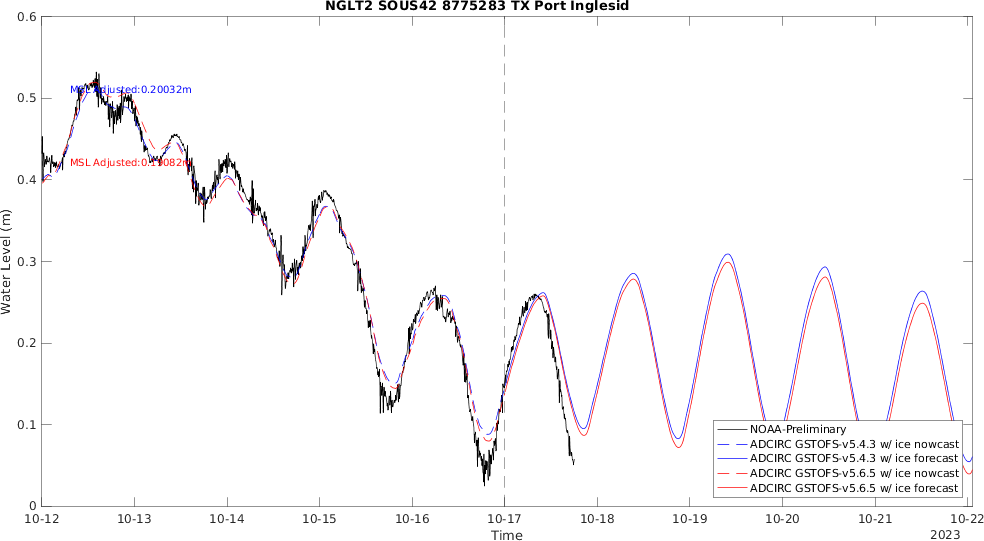 NGLT2 SOUS42 8775283 TX Port Inglesid
0.6
0.5
0.4
0.3
0.2
0.1
0
Water Level (m)
MSL Adjusted:0.20032m
MSL Adjusted:0.19082m
NOAA-Preliminary
ADCIRC GSTOFS-v5.4.3 w/ ice nowcast
ADCIRC GSTOFS-v5.4.3 w/ ice forecast
ADCIRC GSTOFS-v5.6.5 w/ ice nowcast
ADCIRC GSTOFS-v5.6.5 w/ ice forecast
10-12 10-13 10-14 10-15 10-16 10-17 10-18 10-19 10-20 10-21 10-22
Time
2023